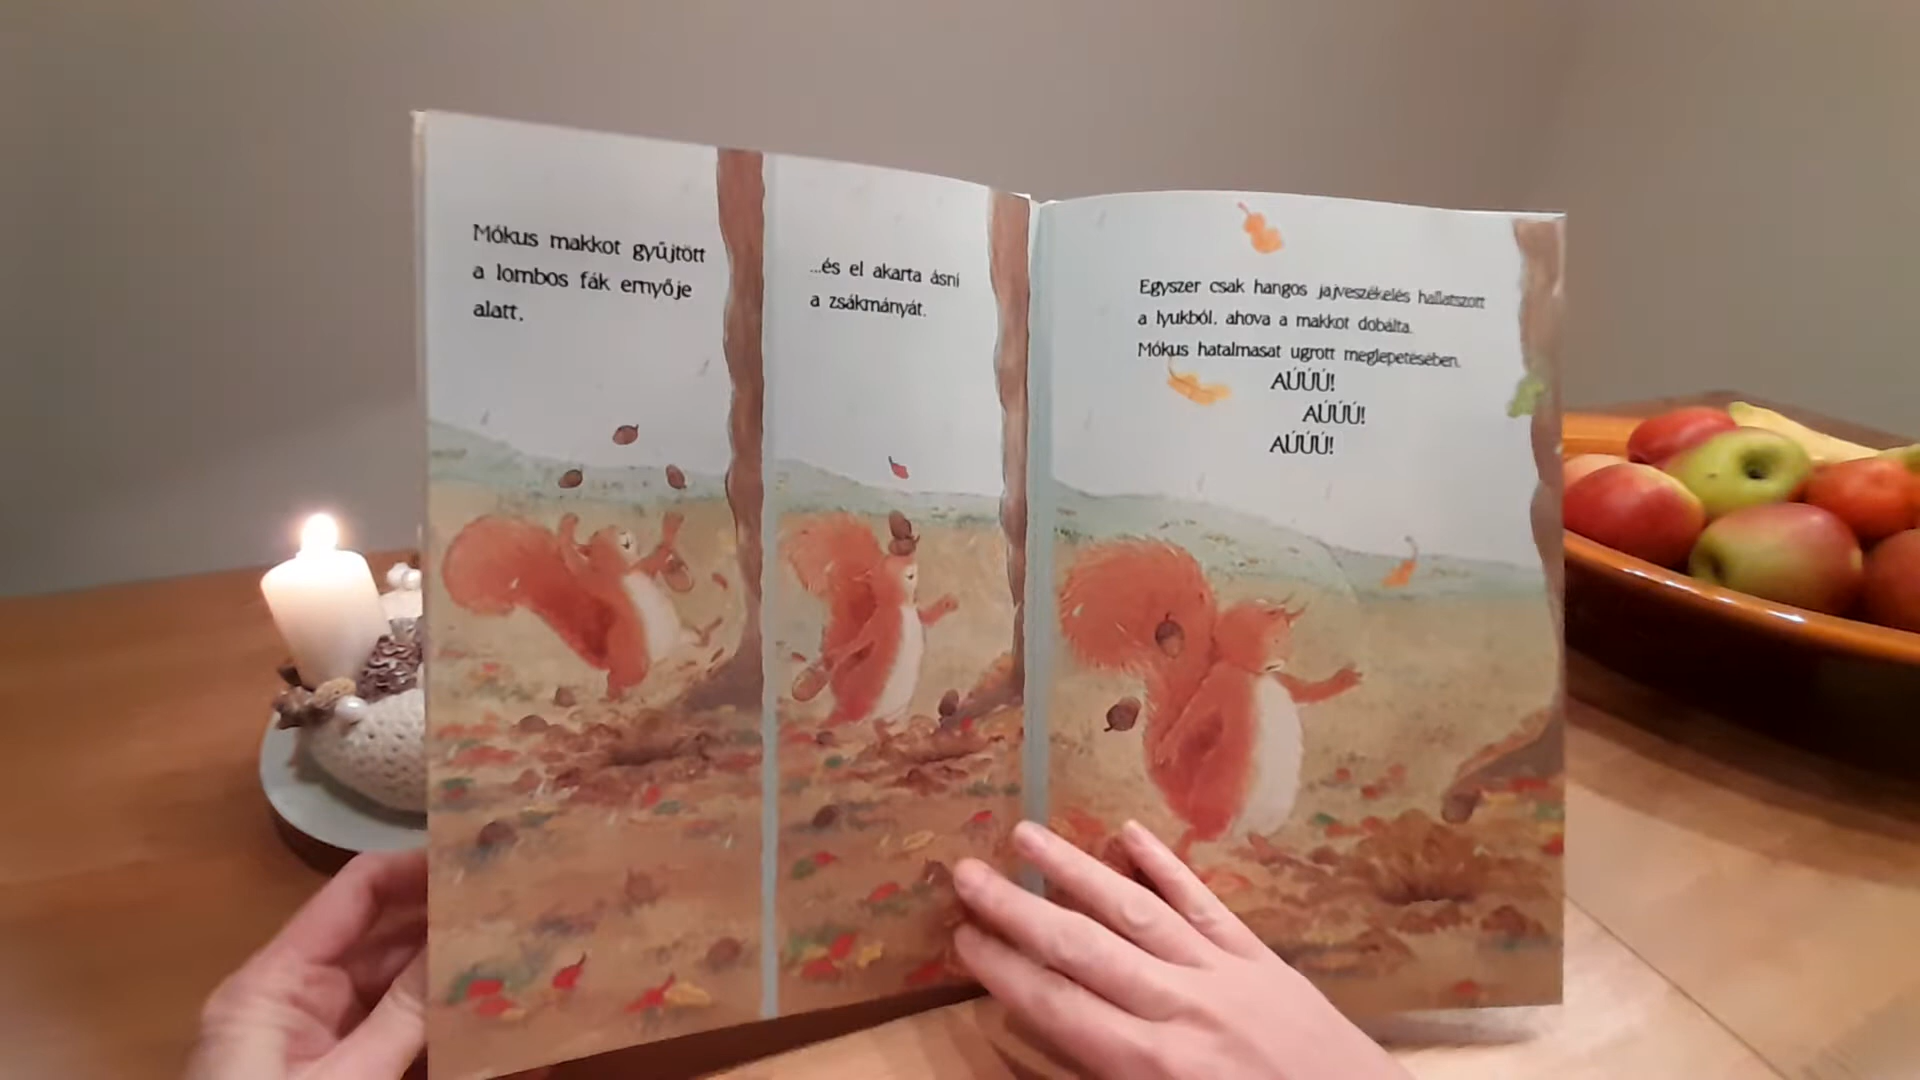 Mókus makkot gyűjtött
a lombos fák ernyője
alatt.
...és el akarta ásni
a zsákmányát.
Egyszer csak hangos jajveszékelés hallatszott
a lyukból, ahova a makkot dobálta.
Mókus hatalmasat ugrott meglepetésében.
AÚÚÚ!
AÚÚÚ!
AÚÚÚ!